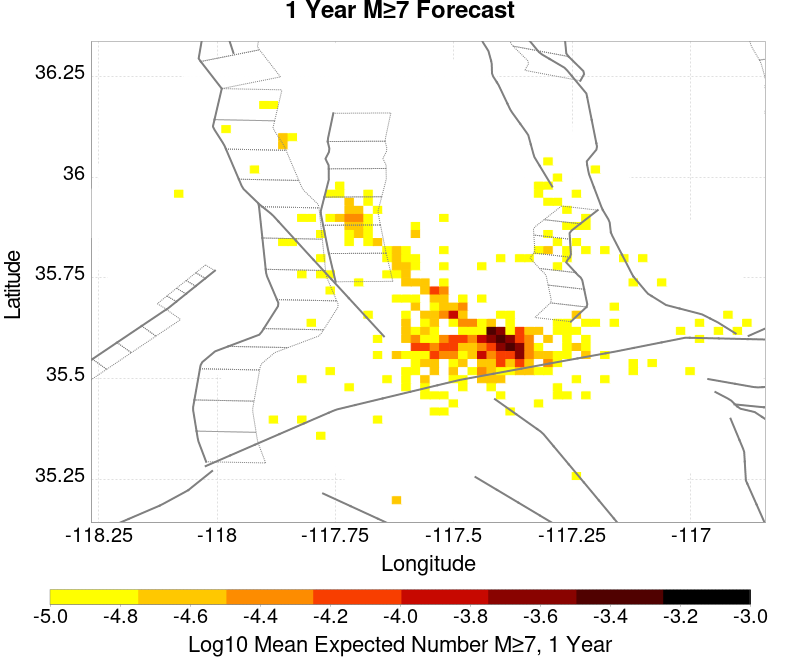 1 Year M≥7 Forecast
36.25
36
35.75
35.5
35.25
Latitude
-118.25 -118 -117.75 -117.5 -117.25 -117
Longitude
-5.0 -4.8 -4.6 -4.4 -4.2 -4.0 -3.8 -3.6 -3.4 -3.2 -3.0
Log10 Mean Expected Number M≥7, 1 Year